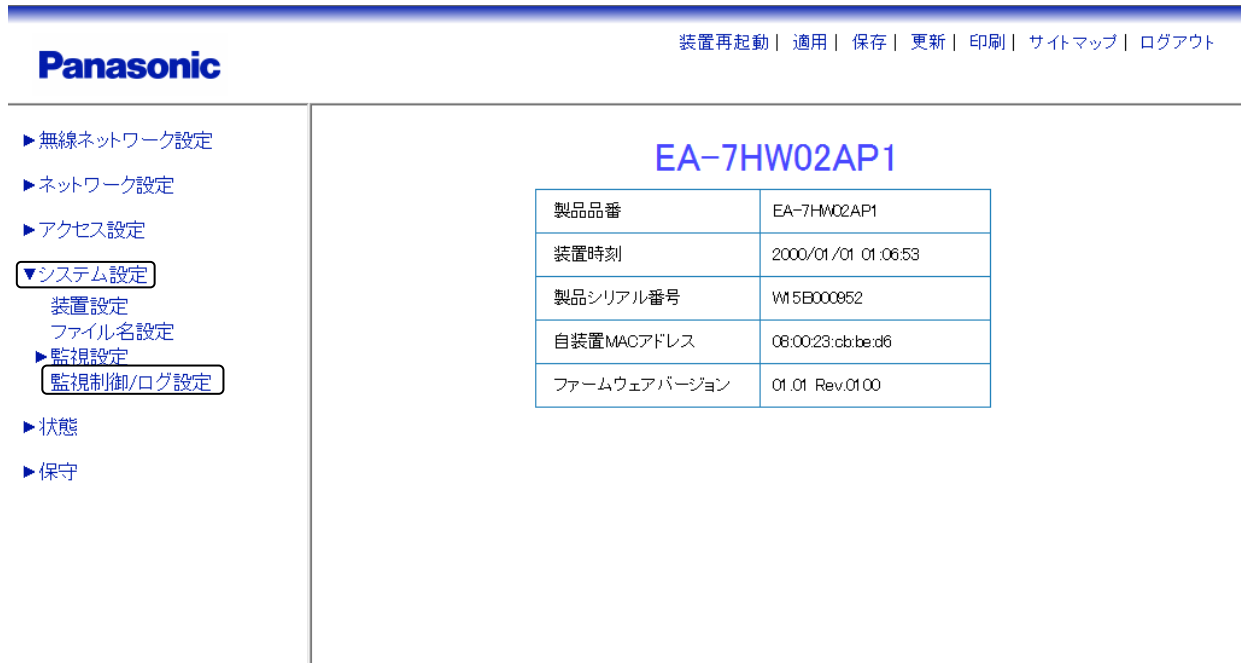 Panasonic
装置再起動| 適用| 保存| 更新| 印刷| サイトマップ| ログアウト
►無線ネットワーク設定
►ネットワーク設定
►アクセス設定
▼システム設定
装置設定
ファイル名設定
►監視設定
監視制御/ログ設定
►状態
►保守
EA-7HW02AP1
製品品番 EA-7HW02AP1
装置時刻 2000/01/01 01:06:53
製品シリアル番号 W15B000952
自装置MACアドレス 08:00:23:cb:be:d6
ファームウェアバージョン 01.01 Rev.0100